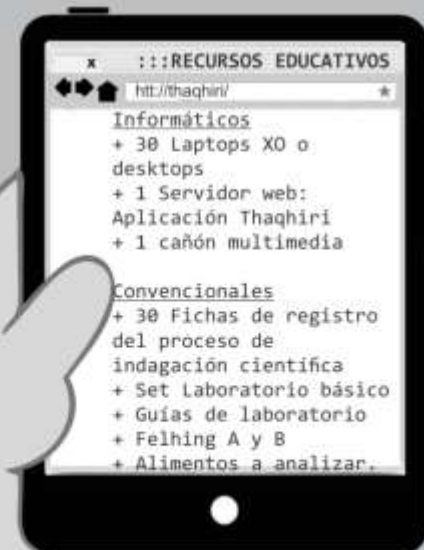 x :::RECURSOS EDUCATIVOS
htt://thaqhiri/
Informáticos
+ 30 Laptops XO o
desktops
+ 1 Servidor web:
Aplicación Thaqhiri
+ 1 cañón multimedia
Convencionales
+ 30 Fichas de registro
del proceso de
indagación científica
+ Set Laboratorio básico
+ Guías de laboratorio
+ Felhing A y B
+ Alimentos a analizar.